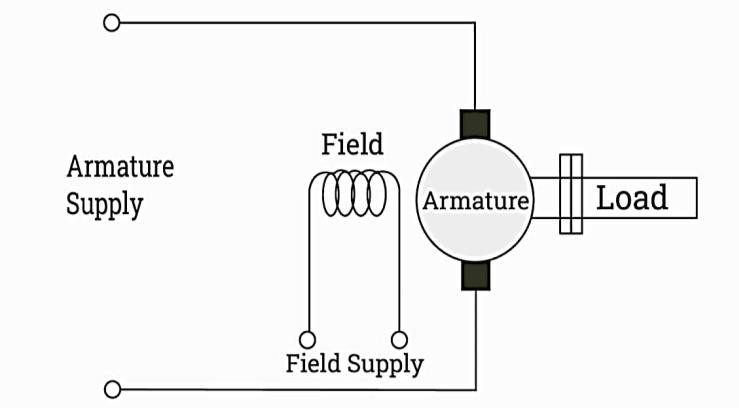 Field
Armature
Supply
Armature
Load
Field Supply